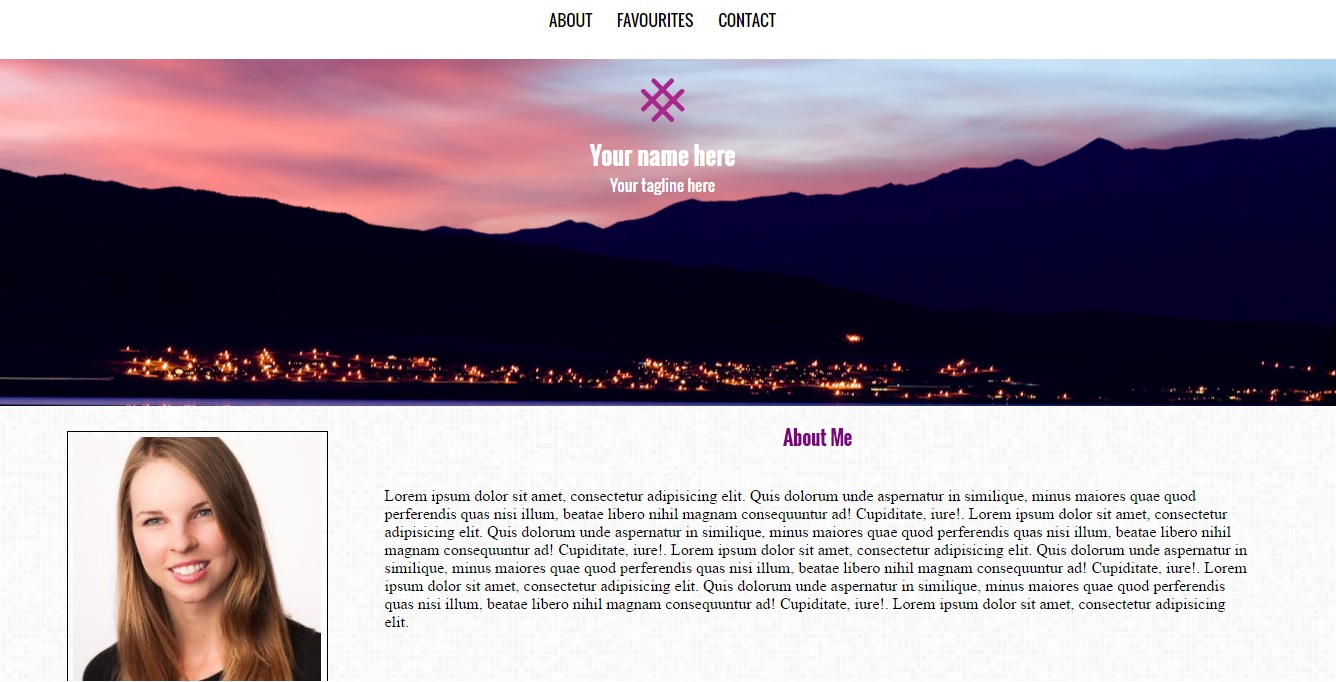 ABOUT FAVOURITES CONTACT
Your name here
Your tagline here
About Me
Lorem ipsum dolor sit amet, consectetur adipisicing elit. Quis dolorum unde aspernatur in similique, minus maiores quae quod
perferendis quas nisi illum, beatae libero nihil magnam consequuntur ad! Cupiditate, iure!. Lorem ipsum dolor sit amet, consectetur
adipisicing elit. Quis dolorum unde aspernatur in similique, minus maiores quae quod perferendis quas nisi illum, beatae libero nihil
magnam consequuntur ad! Cupiditate, iure!. Lorem ipsum dolor sit amet, consectetur adipisicing elit. Quis dolorum unde aspernatur in
similique, minus maiores quae quod perferendis quas nisi illum, beatae libero nihil magnam consequuntur ad! Cupiditate, iure!. Lorem
ipsum dolor sit amet, consectetur adipisicing elit. Quis dolorum unde aspernatur in similique, minus maiores quae quod perferendis
quas nisi illum, beatae libero nihil magnam consequuntur ad! Cupiditate, iure!. Lorem ipsum dolor sit amet, consectetur adipisicing
elit.